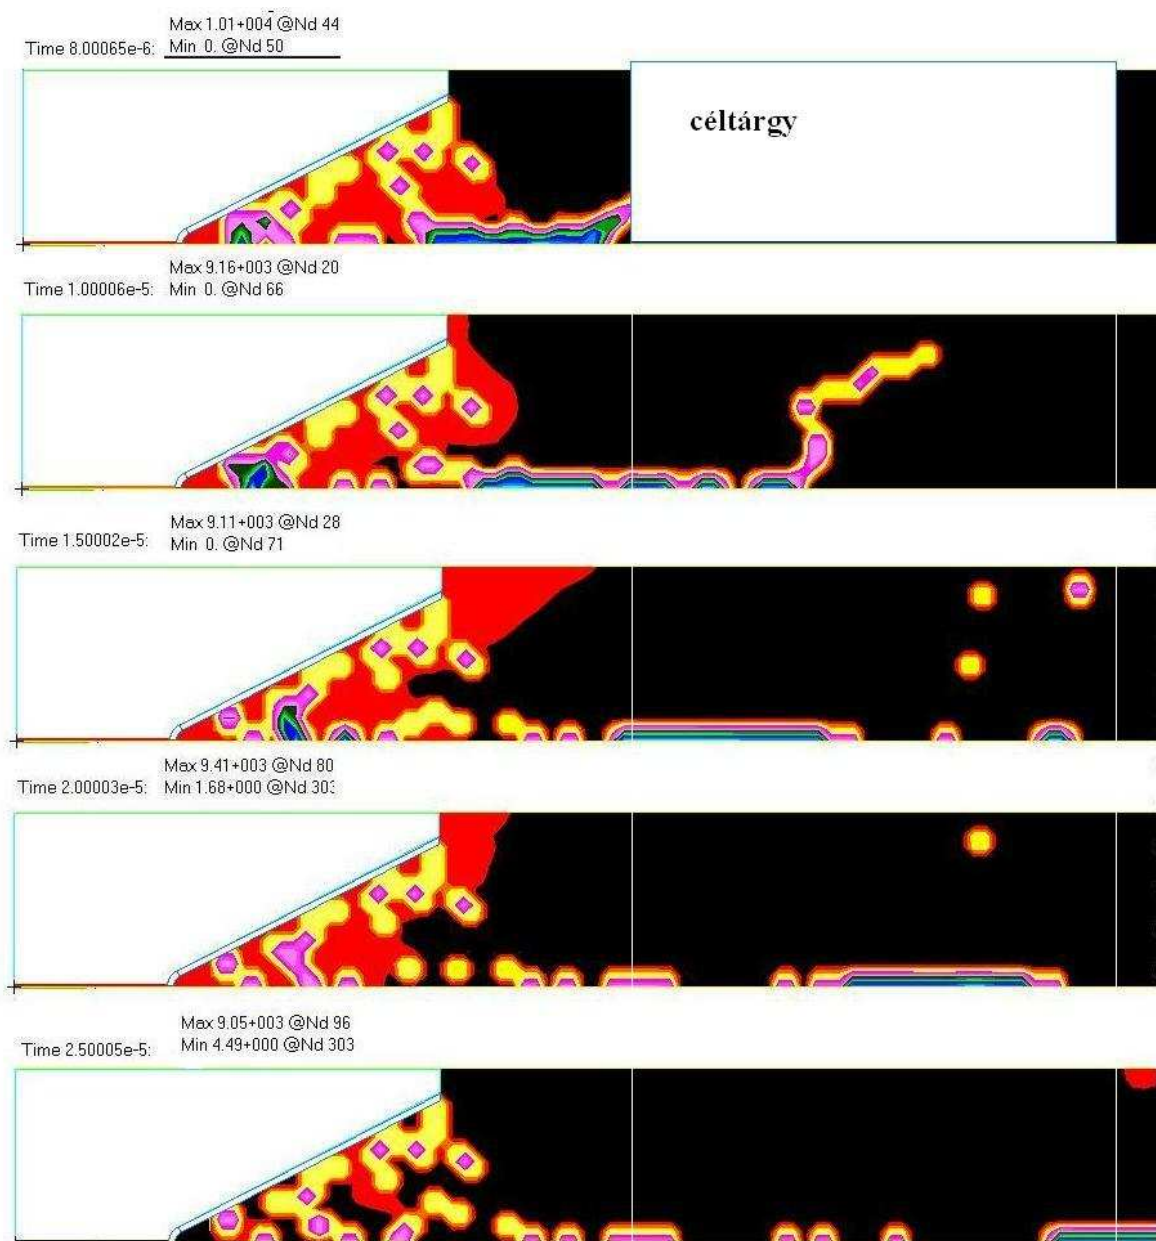 Max 1.01+004 @Nd 44
Time 8.00065e-6: Min 0. @Nd 50
céltárgy
Max 9.16+003 @Nd 20
Time 1.00006e-5: Min 0. @Nd 66
Max 9.11+003 @Nd 28
Time 1.50002e-5: Min 0. @Nd 71
Max 9.41+003 @Nd 80
Time 2.00003e-5: Min 1.68+000 @Nd 303
Max 9.05+003 @Nd 96
Time 2.50005e-5: Min 4.49+000 @Nd 303